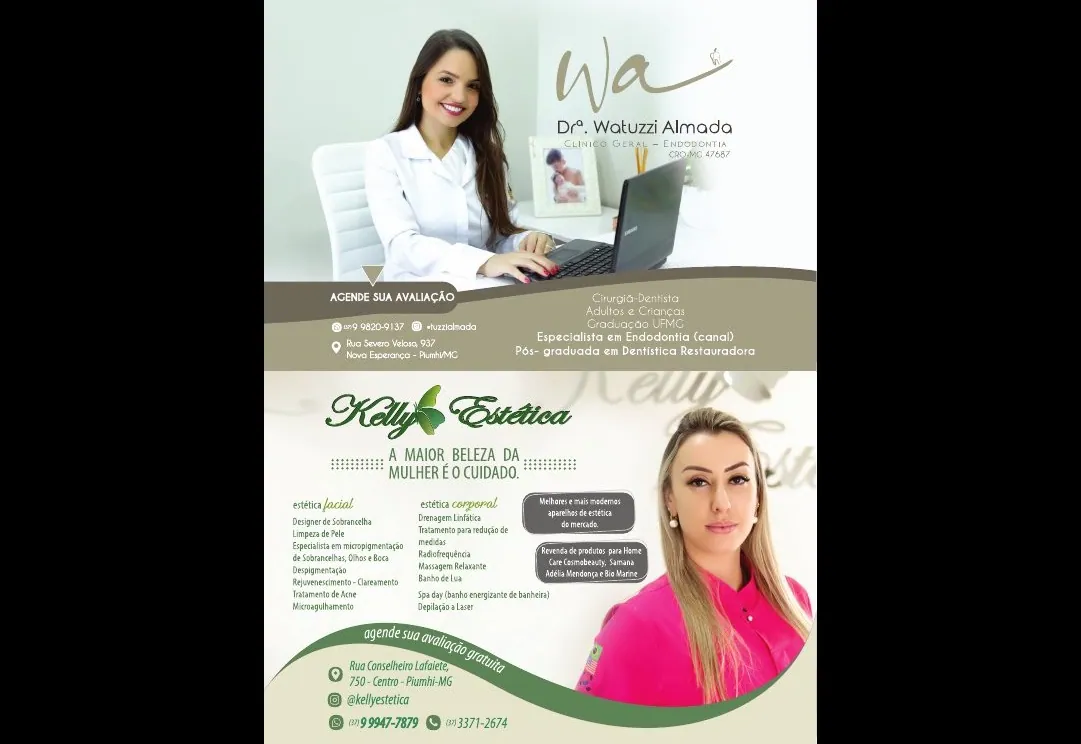 Wa
Drª. Watuzzi Almada
Clínico Geral – Endodontia
CRO-MG 47687
AGENDE SUA AVALIAÇÃO
(37) 9 9820-9137 tuzzialmada
Rua Severo Veloso, 937
Nova Esperança - Piumhi/MG
Cirurgiã-Dentista
Adultos e Crianças
Graduação UFMG
Especialista em Endodontia (canal)
Pós- graduada em Dentística Restauradora
Kelly
Kelly Estética
A MAIOR BELEZA DA
MULHER É O CUIDADO.
estética facial
Designer de Sobrancelha
Limpeza de Pele
Especialista em micropigmentação
de Sobrancelhas, Olhos e Boca
Despigmentação
Rejuvenescimento - Clareamento
Tratamento de Acne
Microagulhamento
estética corporal
Drenagem Linfática
Tratamento para redução de
medidas
Radiofrequência
Massagem Relaxante
Banho de Lua
Spa day (banho energizante de banheira)
Depilação a Laser
Melhores e mais modernos
aparelhos de estética
do mercado.
Revenda de produtos para Home
Care Cosmobeauty, Samana
Adélia Mendonça e Bio Marine
agende sua avaliação gratuita
Rua Conselheiro Lafaiete,
750 - Centro - Piumhi-MG
@kellyestetica
(37) 9 9947-7879 (37) 3371-2674